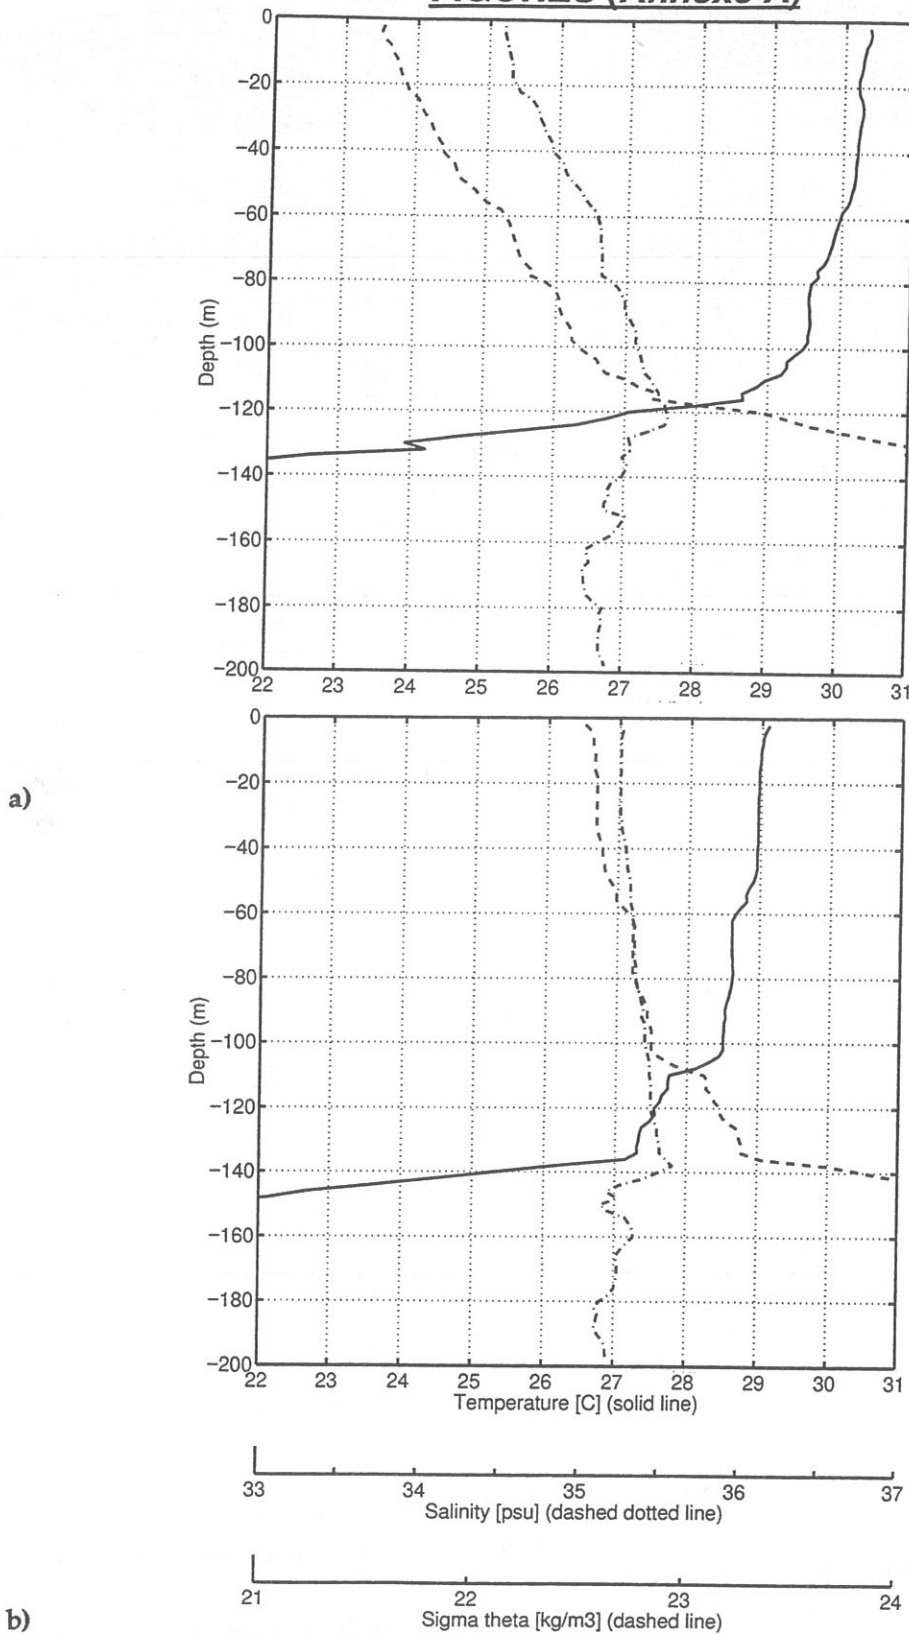 FIGURES (Annexe A)
0
−20
−40
−60
−80
−100
−120
−140
−160
−180
−200
Depth (m)
22 23 24 25 26 27 28 29 30 31
a)
0
−20
−40
−60
−80
−100
−120
−140
−160
−180
−200
Depth (m)
22 23 24 25 26 27 28 29 30 31
Temperature [C] (solid line)
33 34 35 36 37
Salinity [psu] (dashed dotted line)
21 22 23 24
Sigma theta [kg/m3] (dashed line)
b)